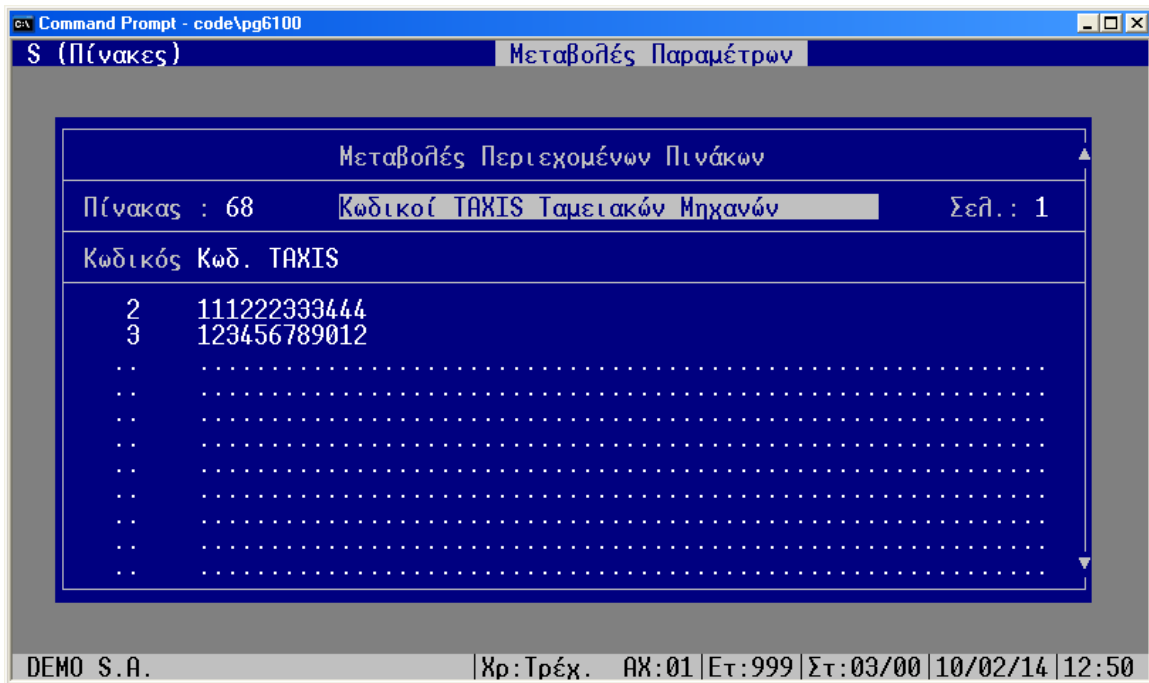 Command Prompt - code\pg6100
S (Πίνακες) Μεταβολές Παραμέτρων
Μεταβολές Περιεχομένων Πινάκων
Πίνακας : 68 Κωδικοί TAXIS Ταμειακών Μηχανών Σελ.: 1
Κωδικός Κωδ. TAXIS
2 111222333444
3 123456789012
DEMO S.A. |Χρ:Τρέχ. ΑΧ:01|Ετ:999|Στ:03/00|10/02/14|12:50